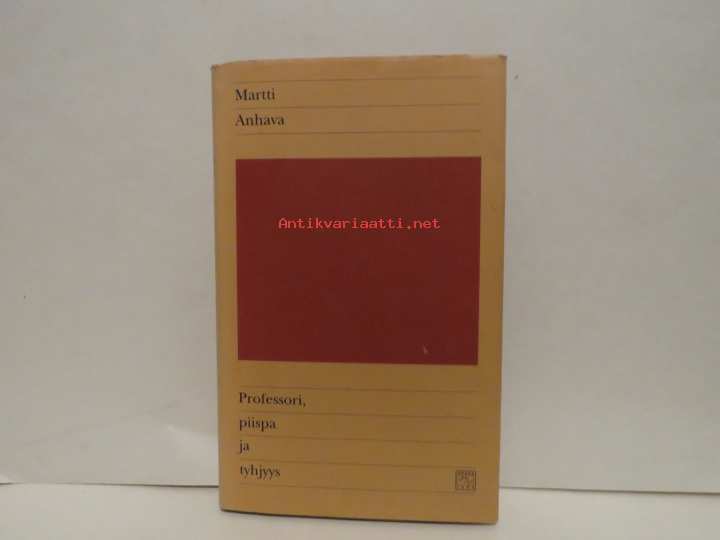 Martti
Anhava
Antikvariaatti.net
Professori,
piispa
ja
tyhjyys